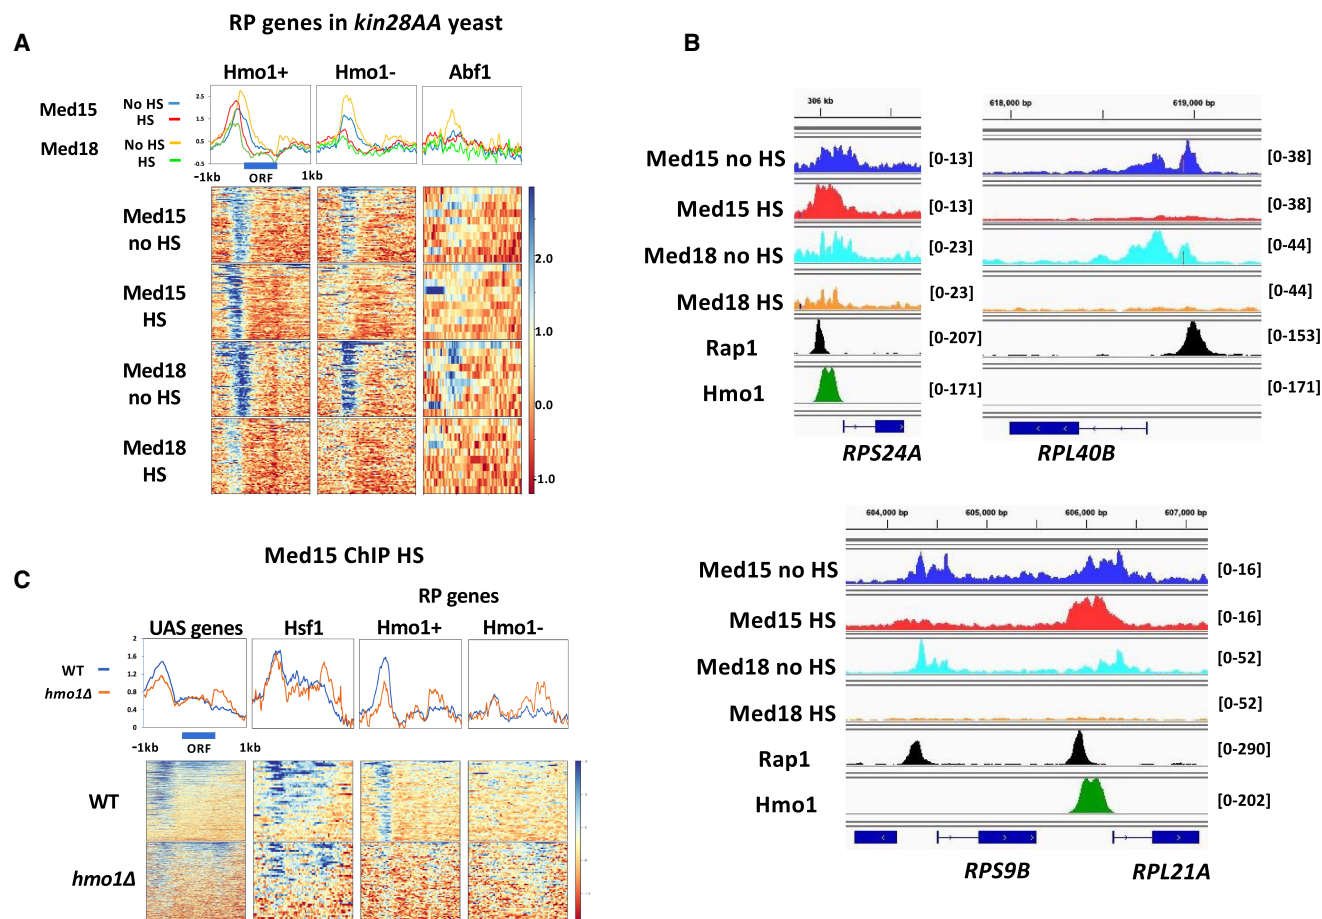 RP genes in kin28AA yeast
A
Hmo1+ Hmo1- Abf1
Med15 No HS
HS
Med18 No HS
HS
2.5
1.5
0.5
-0.5
-1kb ORF 1kb
Med15
no HS
Med15
HS
Med18
no HS
Med18
HS
2.0
1.0
0.0
-1.0
B
306 kb 618,000 bp 619,000 bp
Med15 no HS [0-13] [0-38]
Med15 HS [0-13] [0-38]
Med18 no HS [0-23] [0-44]
Med18 HS [0-23] [0-44]
Rap1 [0-207] [0-153]
Hmo1 [0-171] [0-171]
RPS24A RPL40B
604,000 bp 605,000 bp 606,000 bp 607,000 bp
Med15 no HS [0-16]
Med15 HS [0-16]
Med18 no HS [0-52]
Med18 HS [0-52]
Rap1 [0-290]
Hmo1 [0-202]
RPS9B RPL21A
C
Med15 ChIP HS
RP genes
UAS genes Hsf1 Hmo1+ Hmo1-
WT
hmo1Δ
2
1.6
1.2
0.8
0.4
0
-1kb ORF 1kb
WT
hmo1Δ